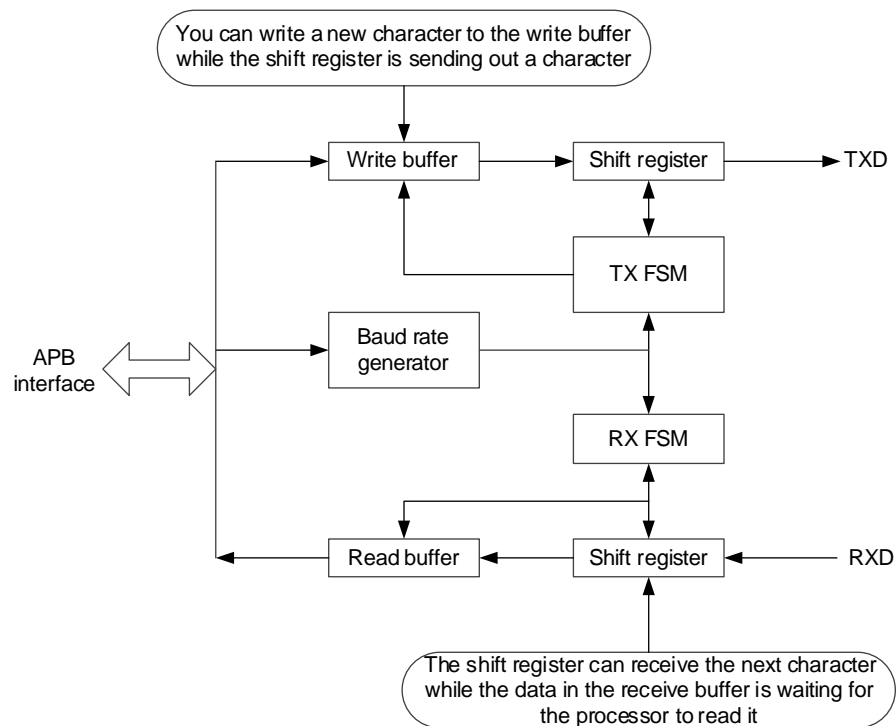 You can write a new character to the write buffer
while the shift register is sending out a character
Write buffer
Shift register
TXD
TX FSM
Baud rate
generator
APB
interface
RX FSM
Read buffer
Shift register
RXD
The shift register can receive the next character
while the data in the receive buffer is waiting for
the processor to read it